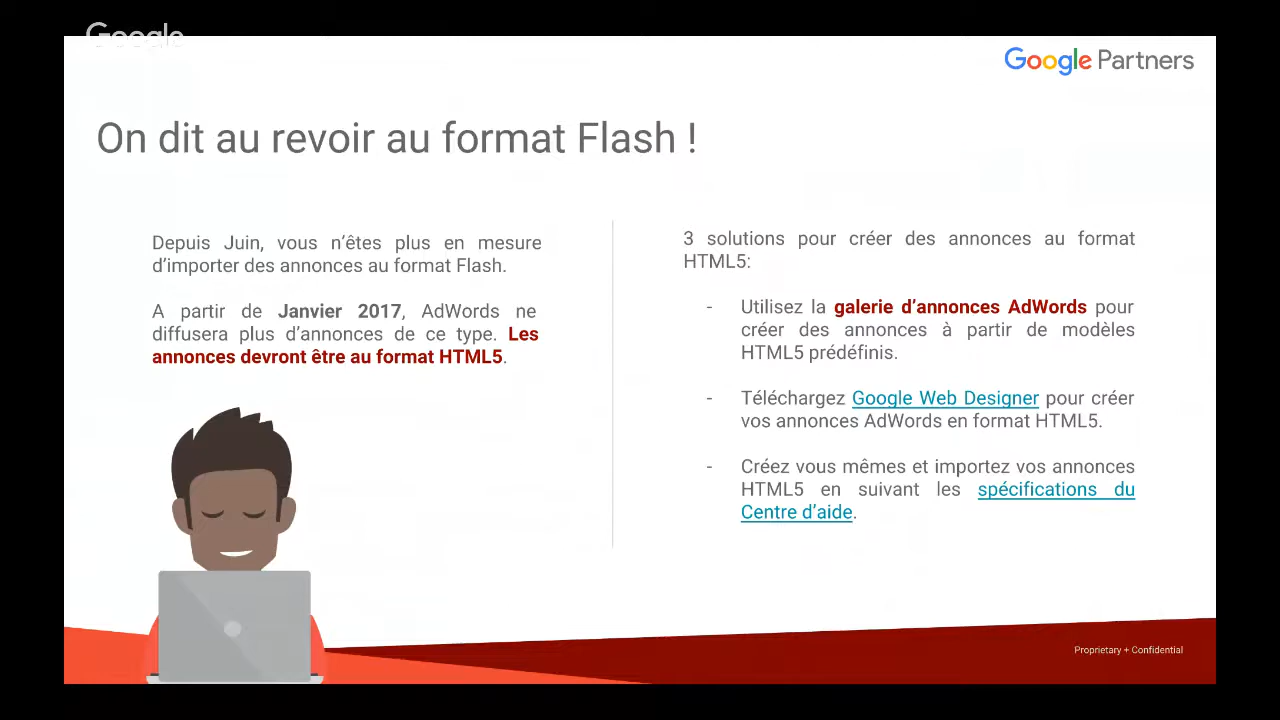 Google
Google Partners
On dit au revoir au format Flash !
Depuis Juin, vous n'êtes plus en mesure
d'importer des annonces au format Flash.
A partir de Janvier 2017, AdWords ne
diffusera plus d'annonces de ce type. Les
annonces devront être au format HTML5.
3 solutions pour créer des annonces au format
HTML5:
- Utilisez la galerie d'annonces AdWords pour
créer des annonces à partir de modèles
HTML5 prédéfinis.
- Téléchargez Google Web Designer pour créer
vos annonces AdWords en format HTML5.
- Créez vous mêmes et importez vos annonces
HTML5 en suivant les spécifications du
Centre d'aide.
Proprietary + Confidential